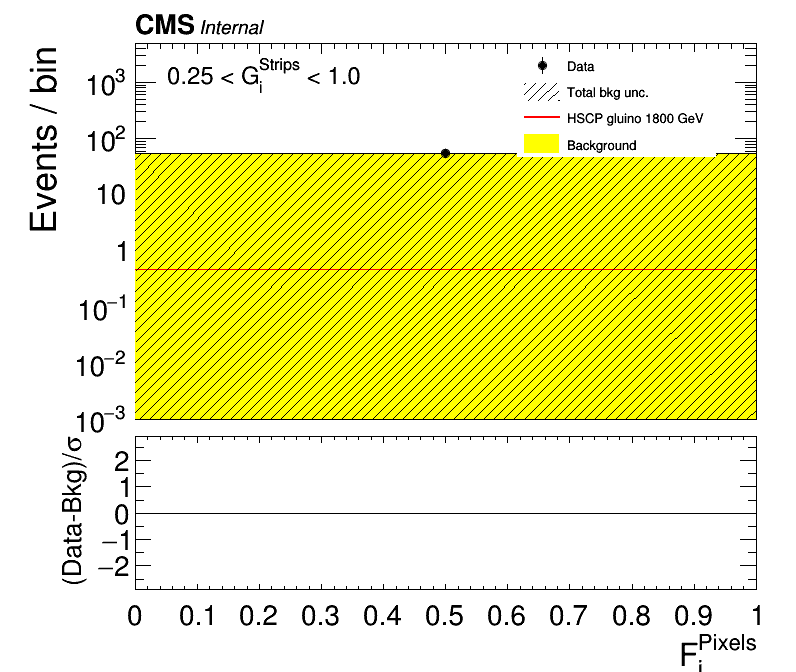 CMS Internal
Events / bin
0.25 < G_i^Strips < 1.0
Data
Total bkg unc.
HSCP gluino 1800 GeV
Background
10^3
10^2
10
1
10^−1
10^−2
10^−3
(Data-Bkg)/σ
2
1
0
−1
−2
0 0.1 0.2 0.3 0.4 0.5 0.6 0.7 0.8 0.9 1
F_i^Pixels